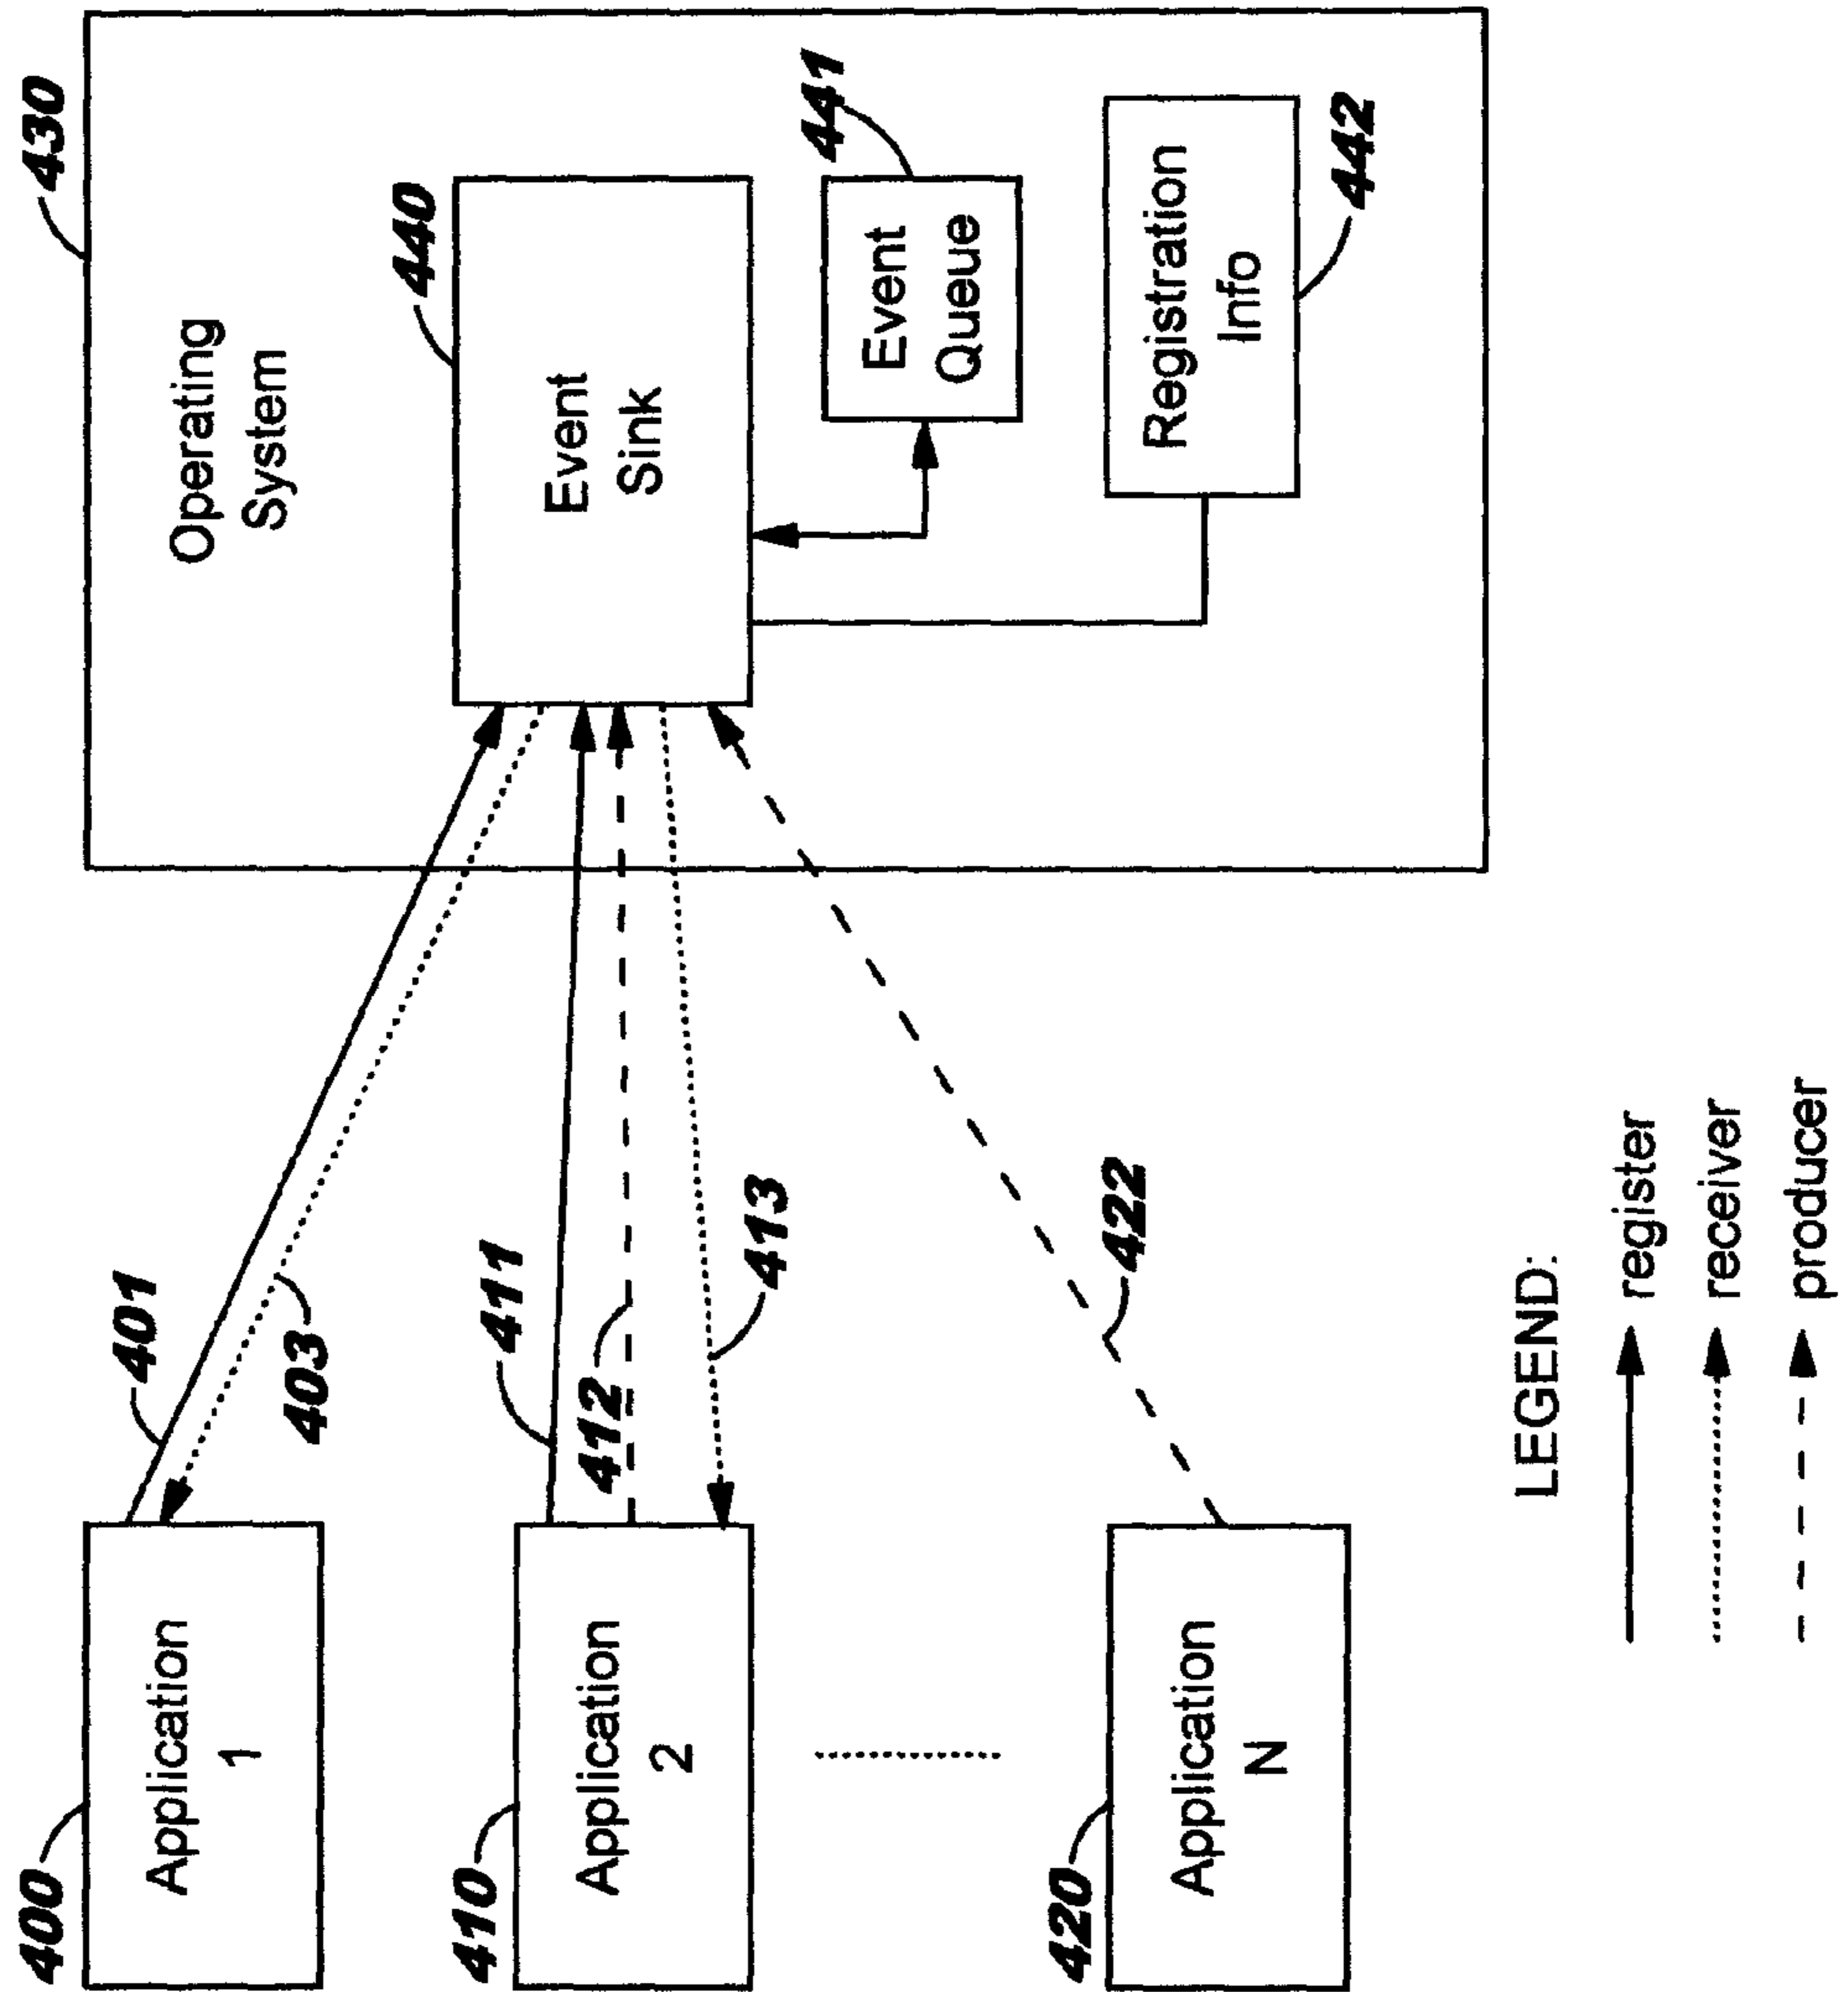 400
Application
1
401
403
410
Application
2
411
412
413
420
Application
N
422
430
Operating
System
440
Event
Sink
441
Event
Queue
Registration
Info
442
LEGEND:
register
receiver
producer